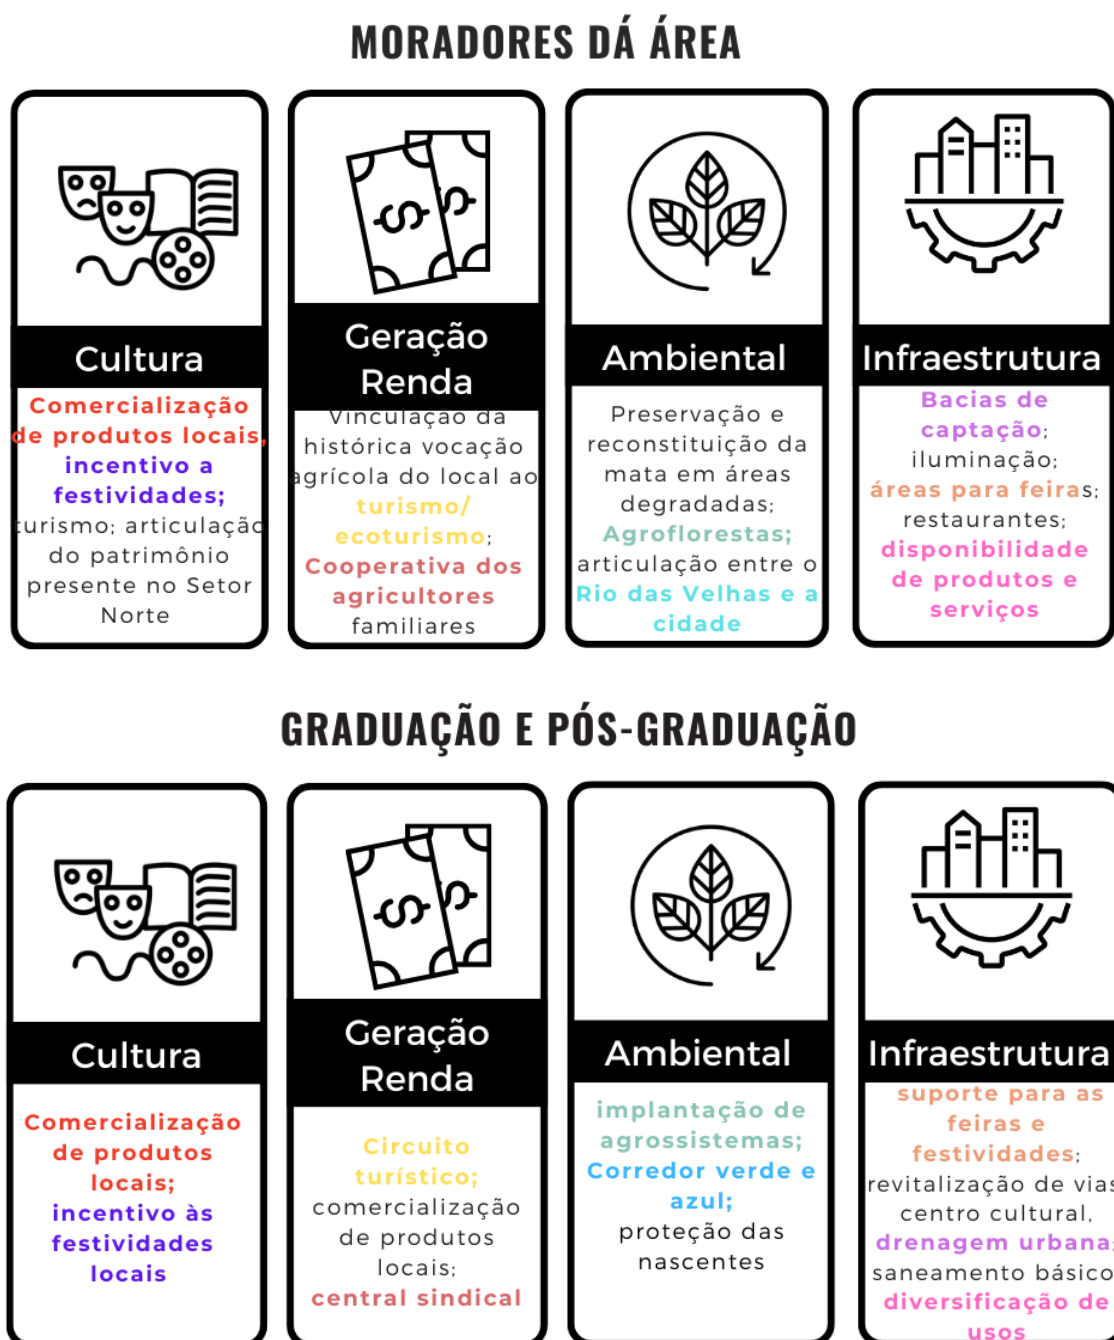 MORADORES DÁ ÁREA
Cultura
Comercialização
de produtos locais,
incentivo a
festividades;
turismo; articulação
do patrimônio
presente no Setor
Norte
Geração
Renda
Vinculação da
histórica vocação
agrícola do local ao
turismo/
ecoturismo;
Cooperativa dos
agricultores
familiares
Ambiental
Preservação e
reconstituição da
mata em áreas
degradadas;
Agroflorestas;
articulação entre o
Rio das Velhas e a
cidade
Infraestrutura
Bacias de
captação;
iluminação;
áreas para feiras;
restaurantes;
disponibilidade
de produtos e
serviços
GRADUAÇÃO E PÓS-GRADUAÇÃO
Cultura
Comercialização
de produtos
locais;
incentivo às
festividades
locais
Geração
Renda
Circuito
turístico;
comercialização
de produtos
locais;
central sindical
Ambiental
implantação de
agrossistemas;
Corredor verde e
azul;
proteção das
nascentes
Infraestrutura
suporte para as
feiras e
festividades;
revitalização de vias
centro cultural,
drenagem urbana;
saneamento básico
diversificação de
usos